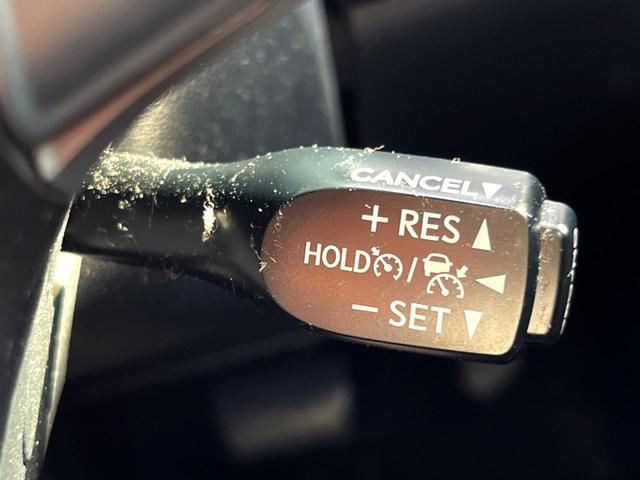 CANCEL▼
+ RES ▲
HOLD / ◀
− SET ▼